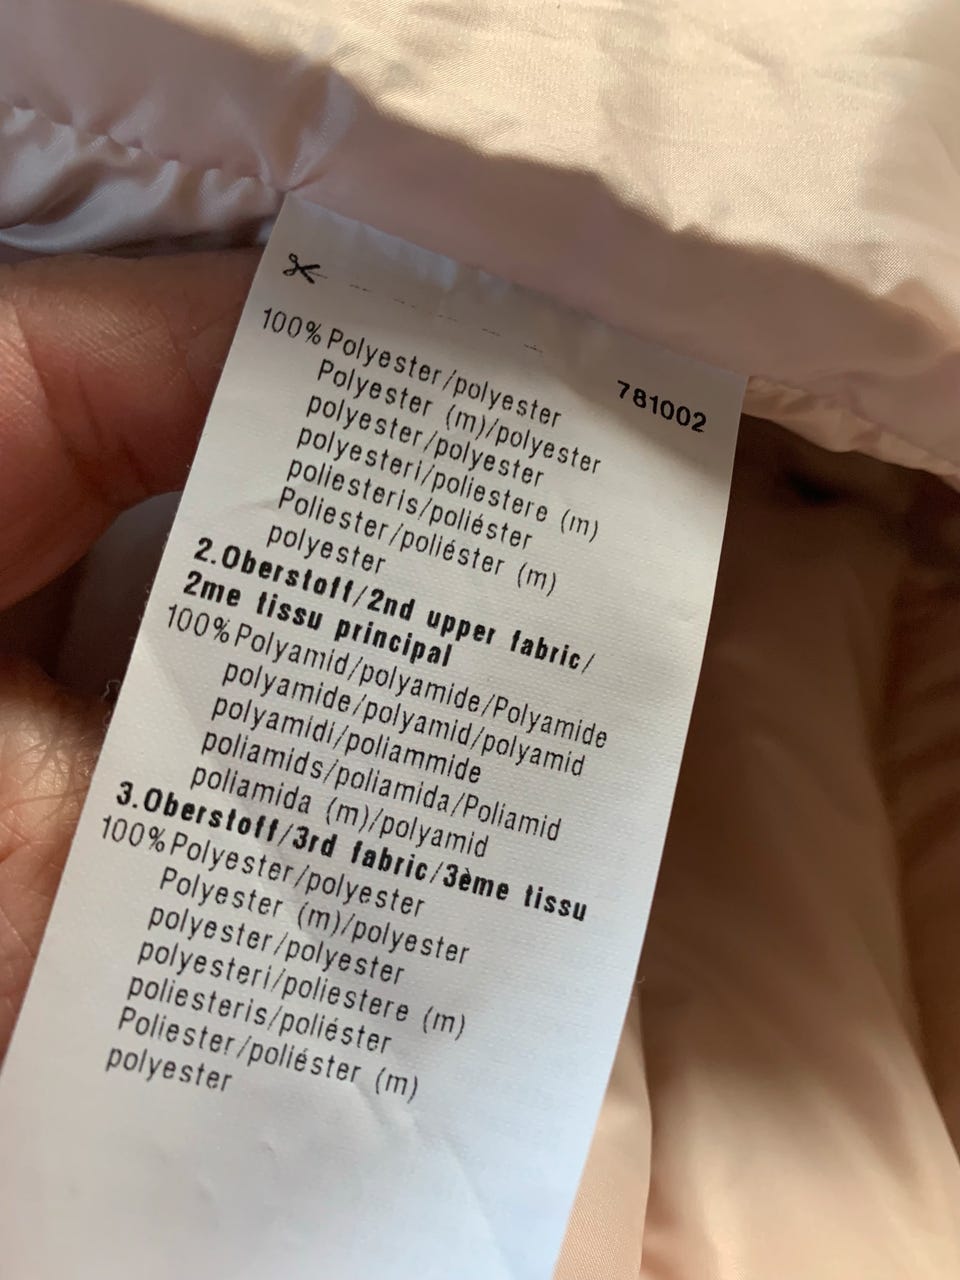 100% Polyester/polyester
781002
Polyester (m)/polyester
polyester/polyester
polyesteri/poliestere (m)
poliesteris/poliéster
Poliester/poliéster (m)
polyester
2.Oberstoff/2nd upper fabric/
2me tissu principal
100% Polyamid/polyamide/Polyamide
polyamide/polyamid/polyamid
polyamidi/poliammide
poliamids/poliamida/Poliamid
poliamida (m)/polyamid
3.Oberstoff/3rd fabric/3ème tissu
100% Polyester/polyester
Polyester (m)/polyester
polyester/polyester
polyesteri/poliestere (m)
poliesteris/poliéster
Poliester/poliéster (m)
polyester